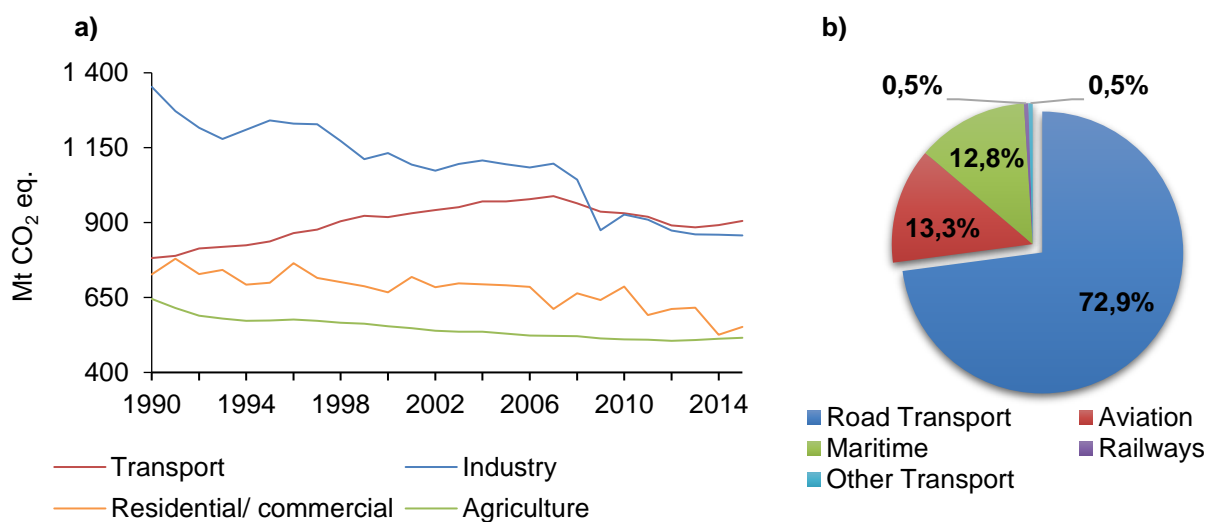 a)
Mt CO₂ eq.
1 400
1 150
900
650
400
1990 1994 1998 2002 2006 2010 2014
Transport Industry
Residential/ commercial Agriculture
b)
0,5% 0,5%
12,8%
13,3%
72,9%
Road Transport Aviation
Maritime Railways
Other Transport